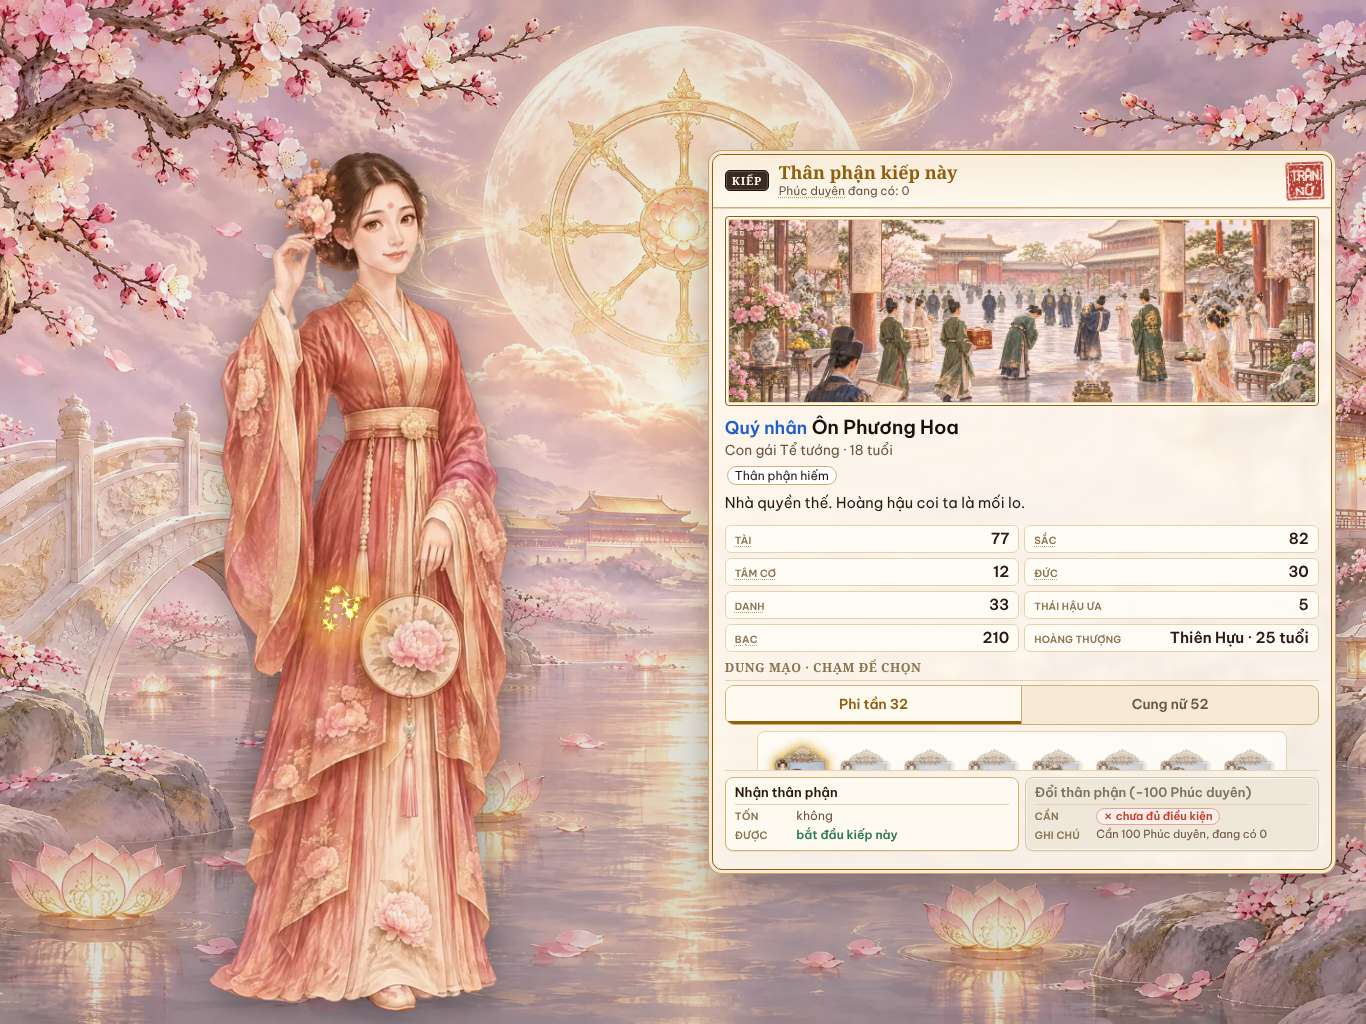 KIẾP
Thân phận kiếp này
Phúc duyên đang có: 0
TRÂN
NỮ
Quý nhân Ôn Phương Hoa
Con gái Tể tướng · 18 tuổi
Thân phận hiếm
Nhà quyền thế. Hoàng hậu coi ta là mối lo.
TÀI 77
SẮC 82
TÂM CƠ 12
ĐỨC 30
DANH 33
THÁI HẬU ƯA 5
BẠC 210
HOÀNG THƯỢNG Thiên Hựu · 25 tuổi
DUNG MẠO · CHẠM ĐỂ CHỌN
Phi tần 32
Cung nữ 52
Nhận thân phận
TỐN không
ĐƯỢC bắt đầu kiếp này
Đổi thân phận (-100 Phúc duyên)
CẦN × chưa đủ điều kiện
GHI CHÚ Cần 100 Phúc duyên, đang có 0